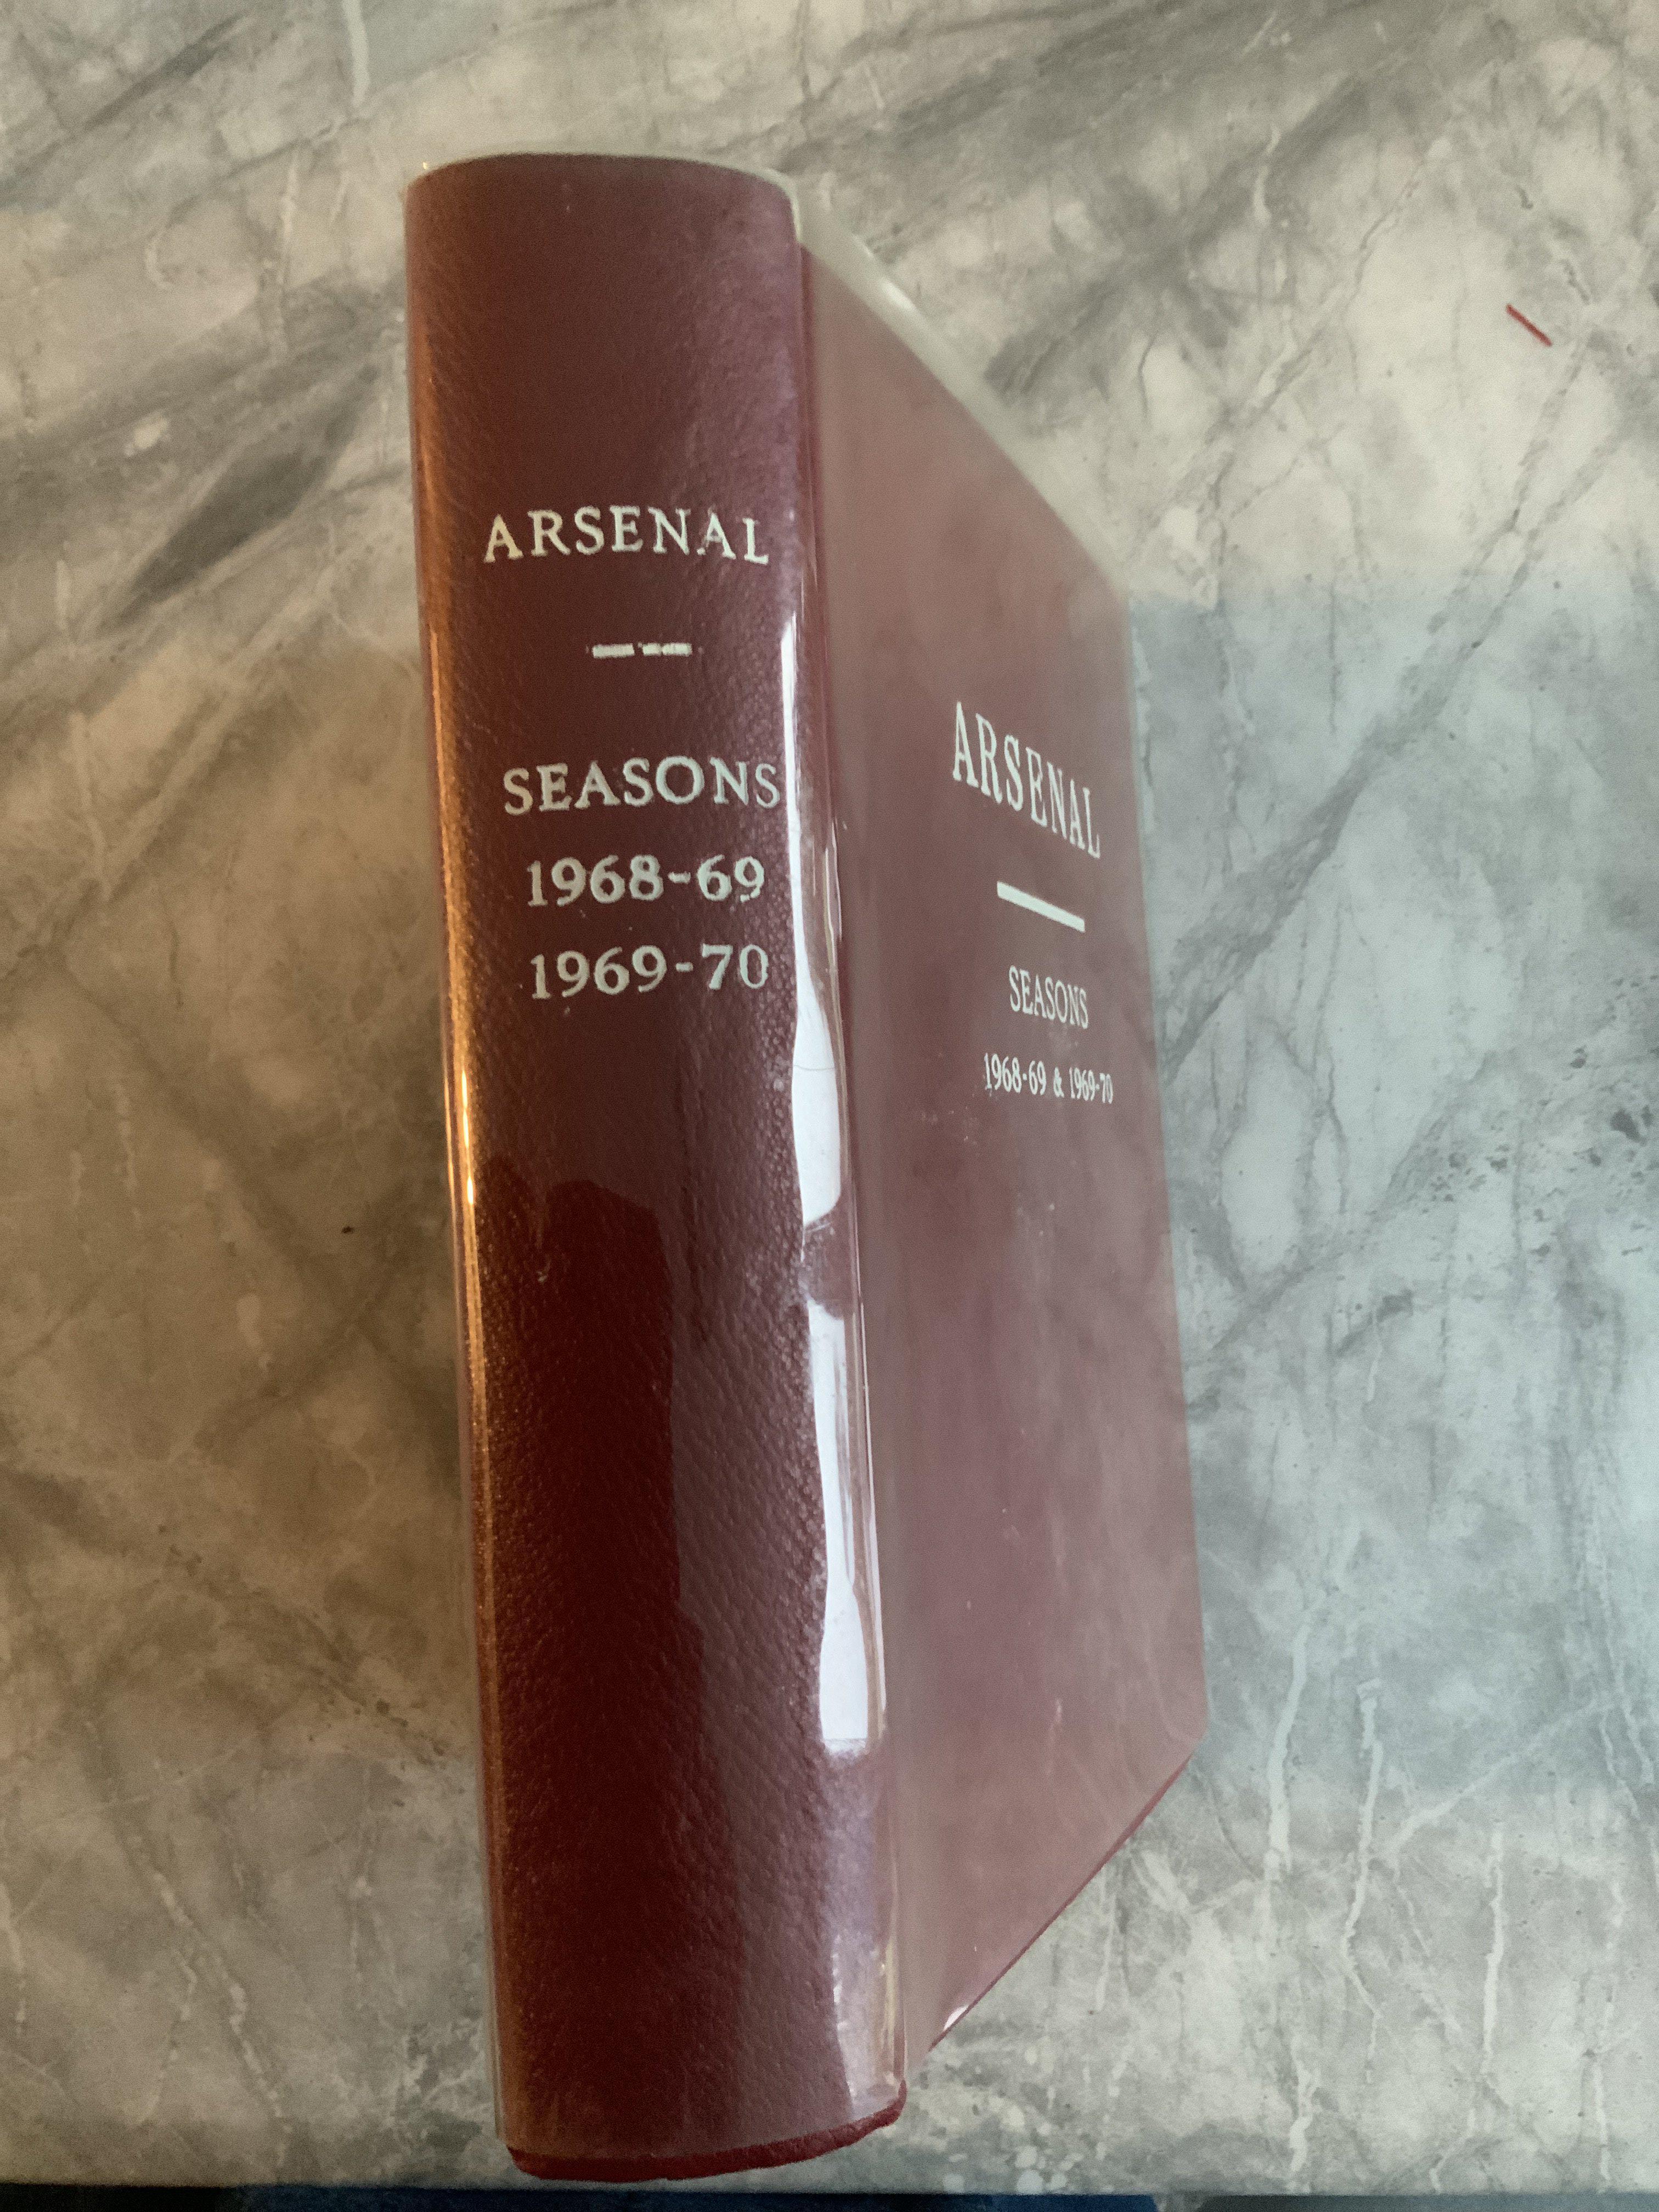 ARSENAL
SEASONS
1968-69
1969-70
ARSENAL
SEASONS
1968-69 & 1969-70